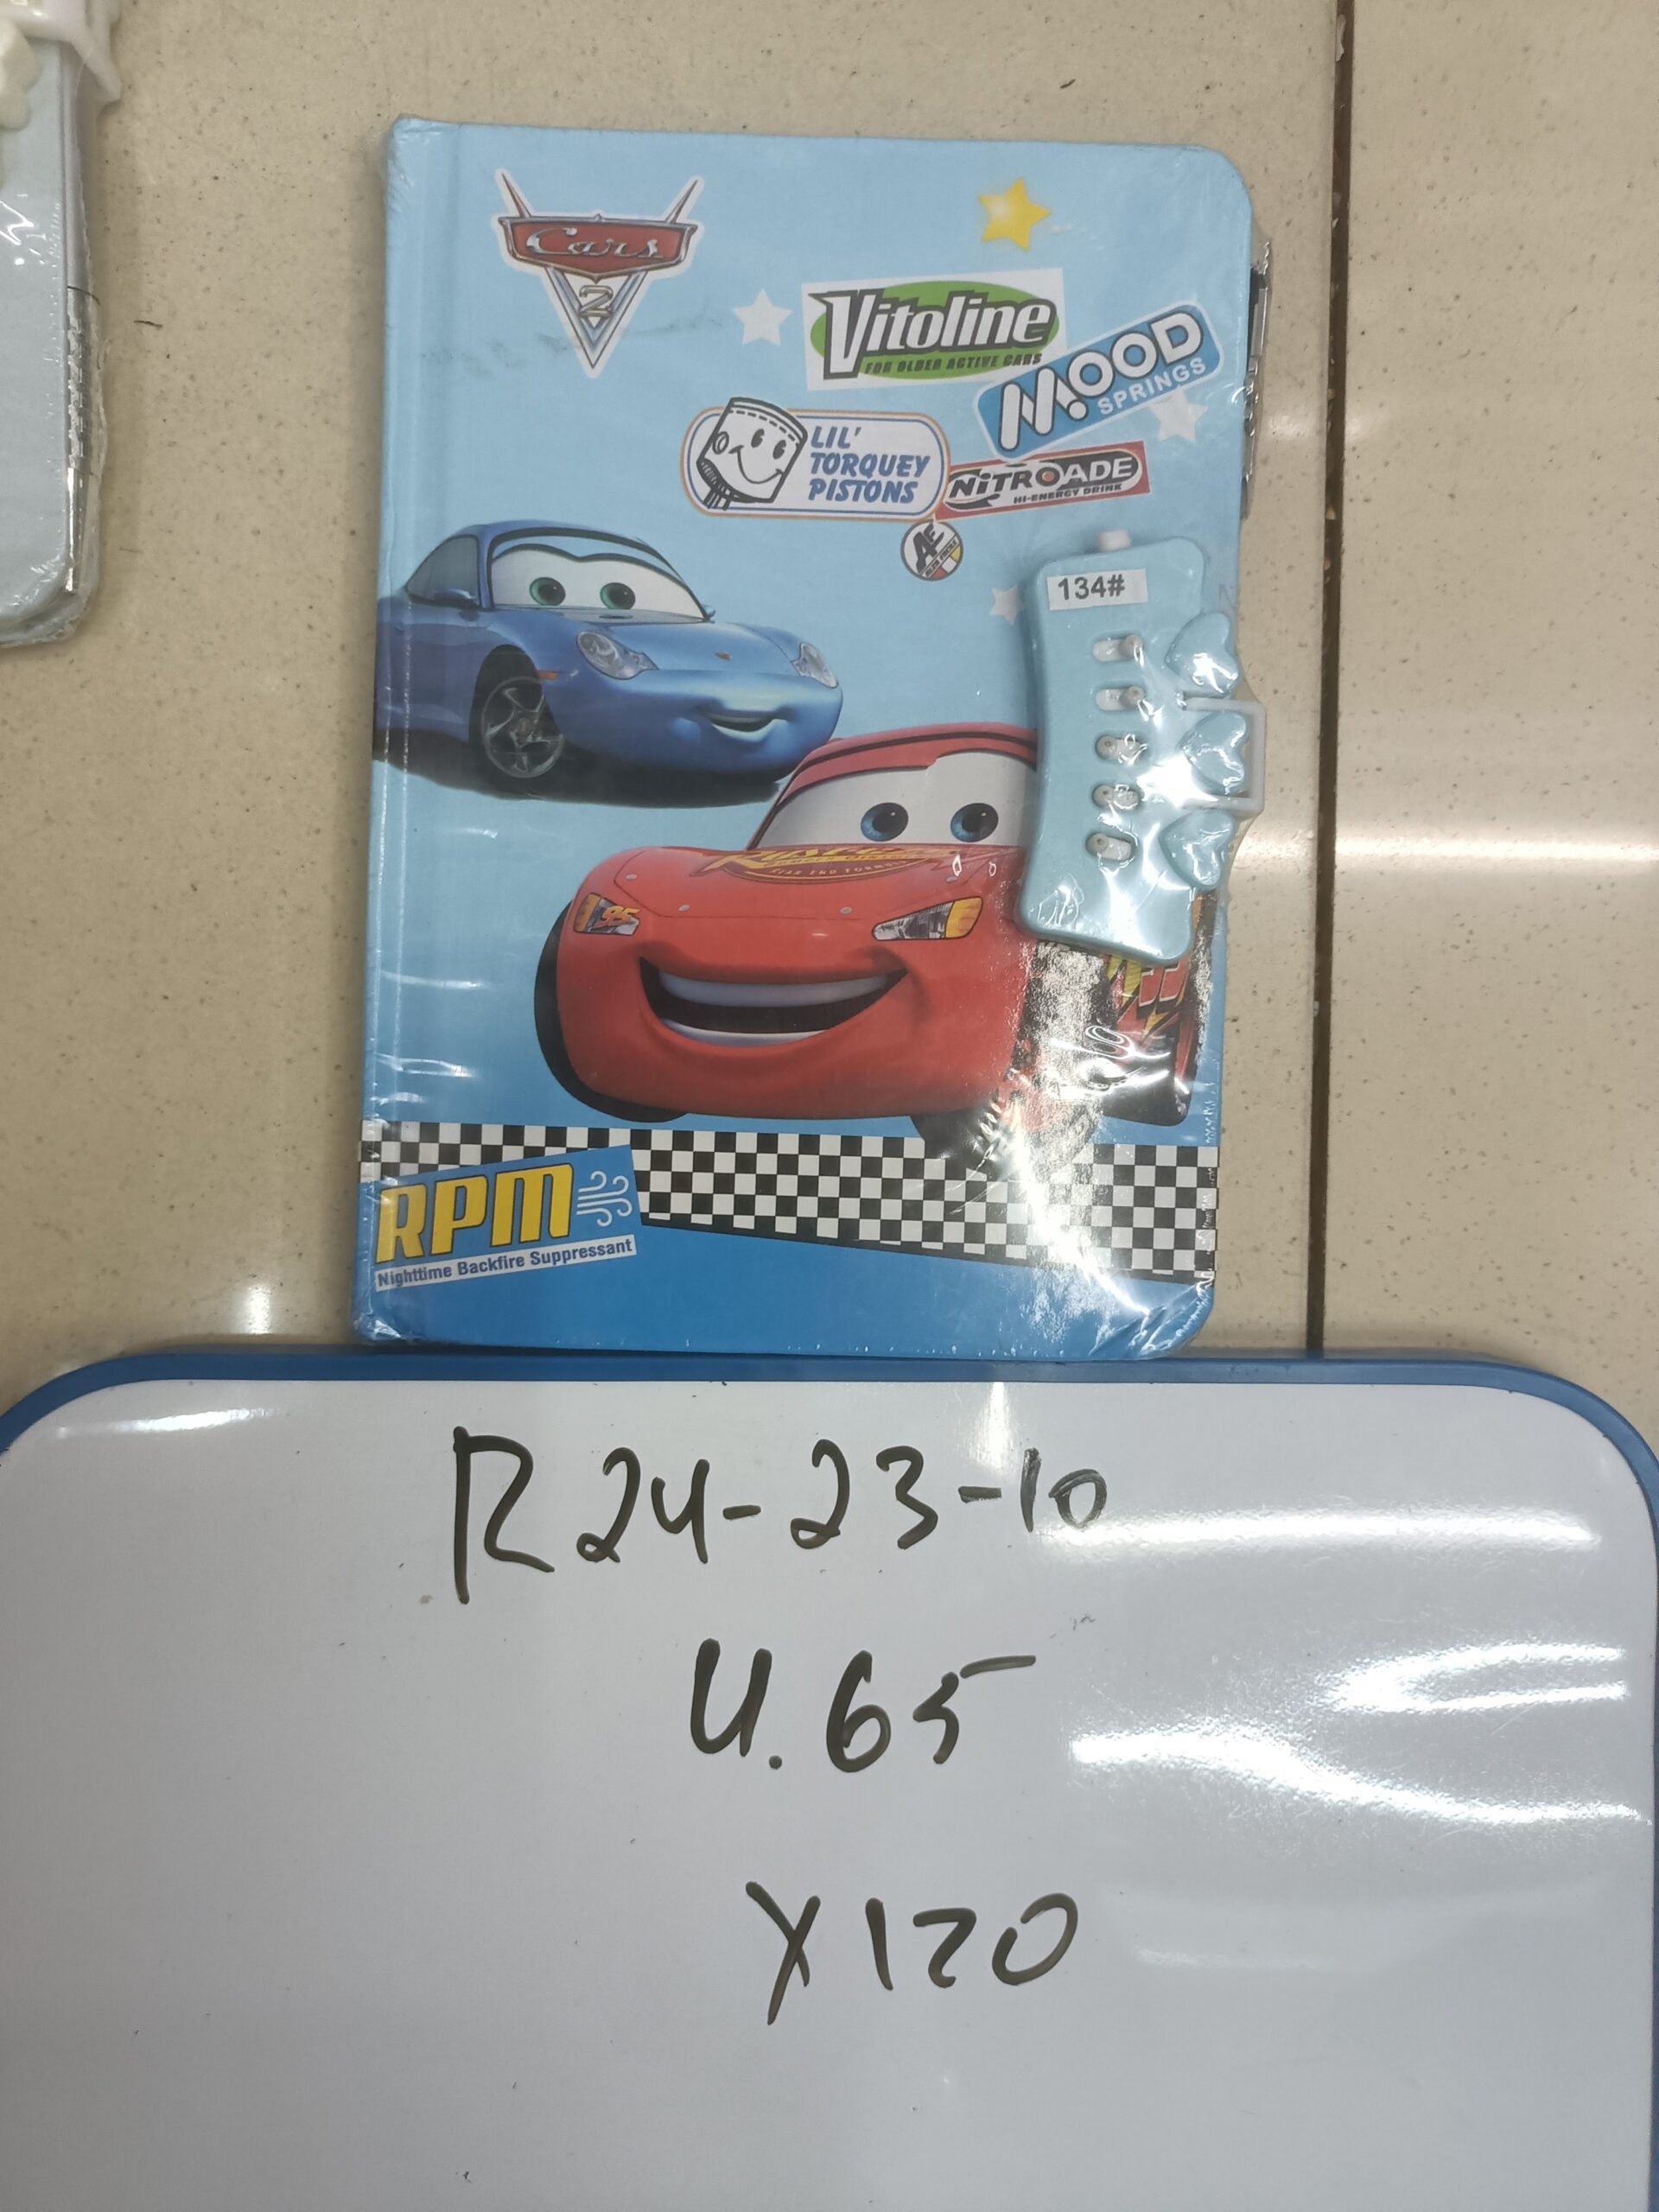 Cars
2
Vitoline
FOR OLDER ACTIVE CARS
MOOD
SPRINGS
LIL'
TORQUEY
PISTONS
NiTROADE
HI-ENERGY DRINK
134#
95
RPM
Nighttime Backfire Suppressant
R24-23-10
4.65
X120